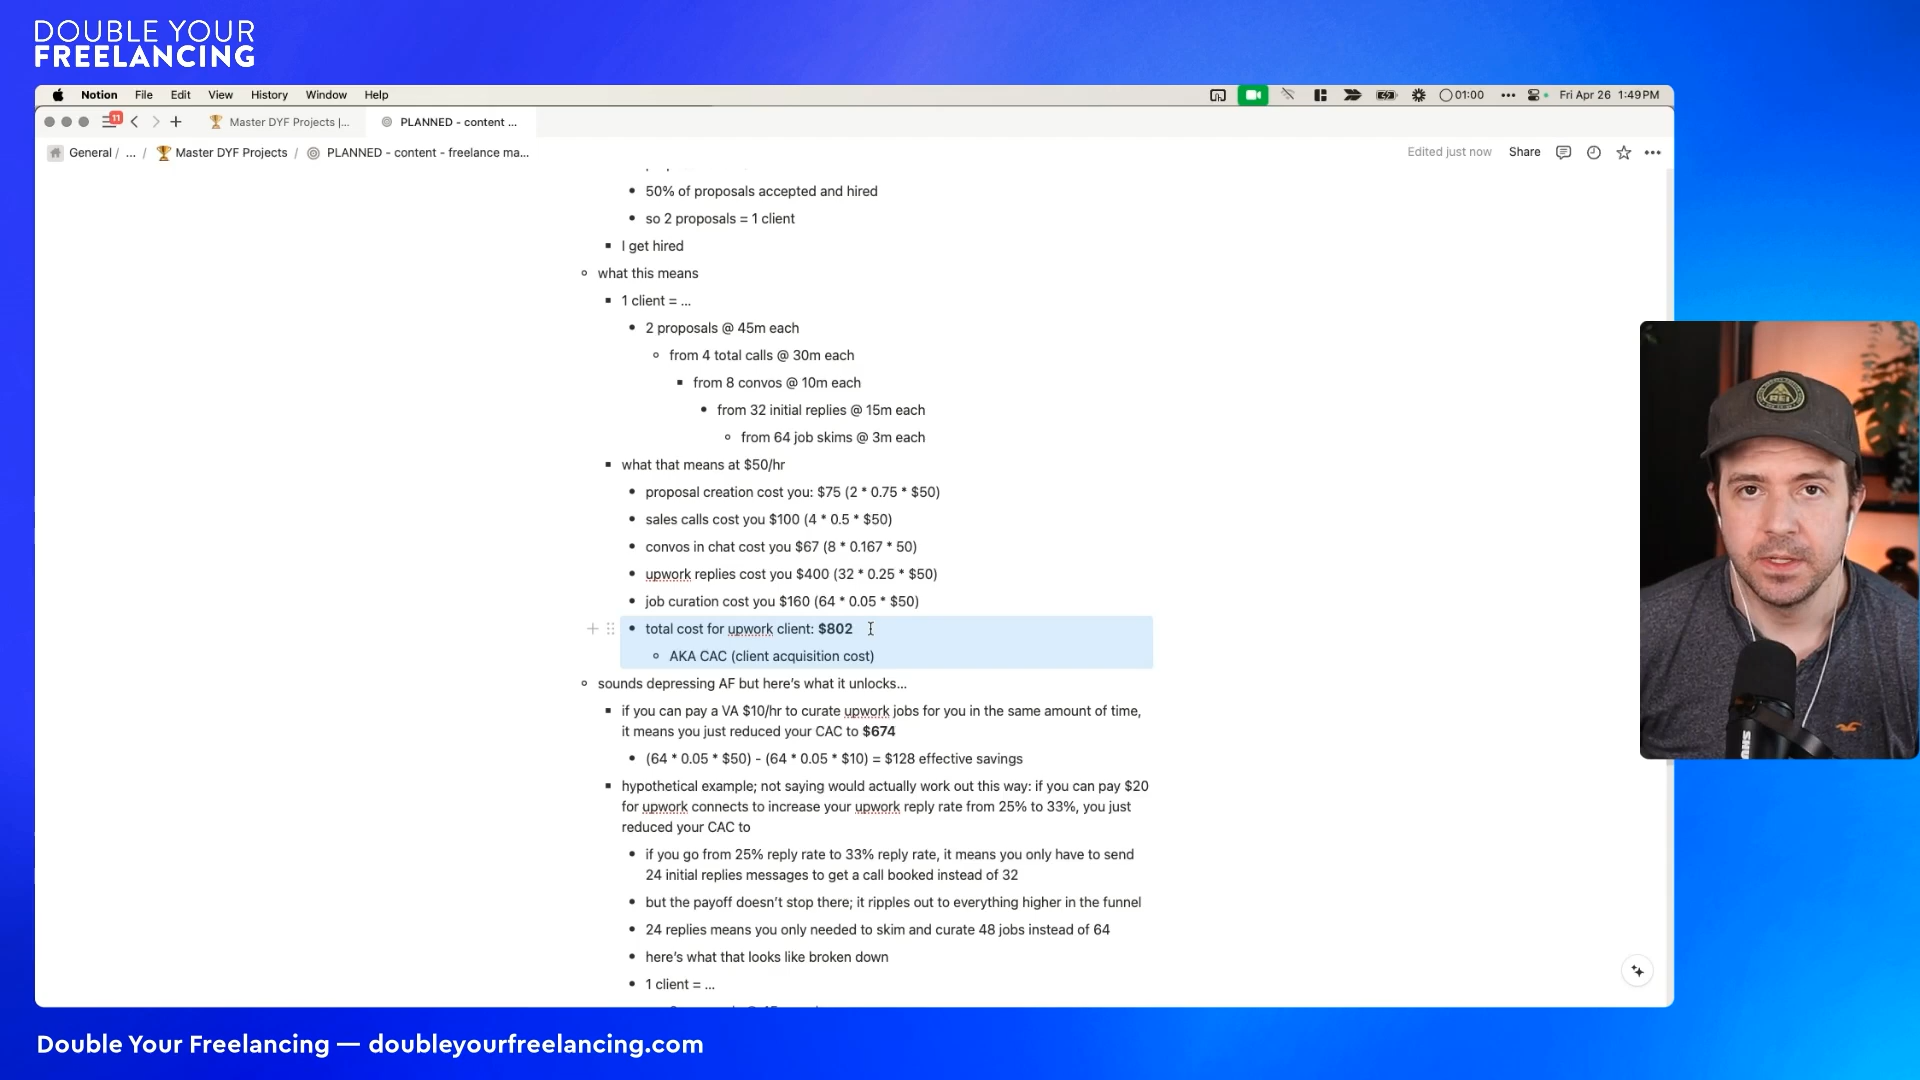 DOUBLE YOUR
FREELANCING
Notion File Edit View History Window Help
01:00 Fri Apr 26 1:49PM
11
Master DYF Projects |...
PLANNED - content ...
General / ... / Master DYF Projects / PLANNED - content - freelance ma...
Edited just now Share
50% of proposals accepted and hired
so 2 proposals = 1 client
I get hired
what this means
1 client = ...
2 proposals @ 45m each
from 4 total calls @ 30m each
from 8 convos @ 10m each
from 32 initial replies @ 15m each
from 64 job skims @ 3m each
what that means at $50/hr
proposal creation cost you: $75 (2 * 0.75 * $50)
sales calls cost you $100 (4 * 0.5 * $50)
convos in chat cost you $67 (8 * 0.167 * 50)
upwork replies cost you $400 (32 * 0.25 * $50)
job curation cost you $160 (64 * 0.05 * $50)
total cost for upwork client: $802
AKA CAC (client acquisition cost)
sounds depressing AF but here's what it unlocks...
if you can pay a VA $10/hr to curate upwork jobs for you in the same amount of time,
it means you just reduced your CAC to $674
(64 * 0.05 * $50) - (64 * 0.05 * $10) = $128 effective savings
hypothetical example; not saying would actually work out this way: if you can pay $20
for upwork connects to increase your upwork reply rate from 25% to 33%, you just
reduced your CAC to
if you go from 25% reply rate to 33% reply rate, it means you only have to send
24 initial replies messages to get a call booked instead of 32
but the payoff doesn't stop there; it ripples out to everything higher in the funnel
24 replies means you only needed to skim and curate 48 jobs instead of 64
here's what that looks like broken down
1 client = ...
REI
SHURE
Double Your Freelancing — doubleyourfreelancing.com